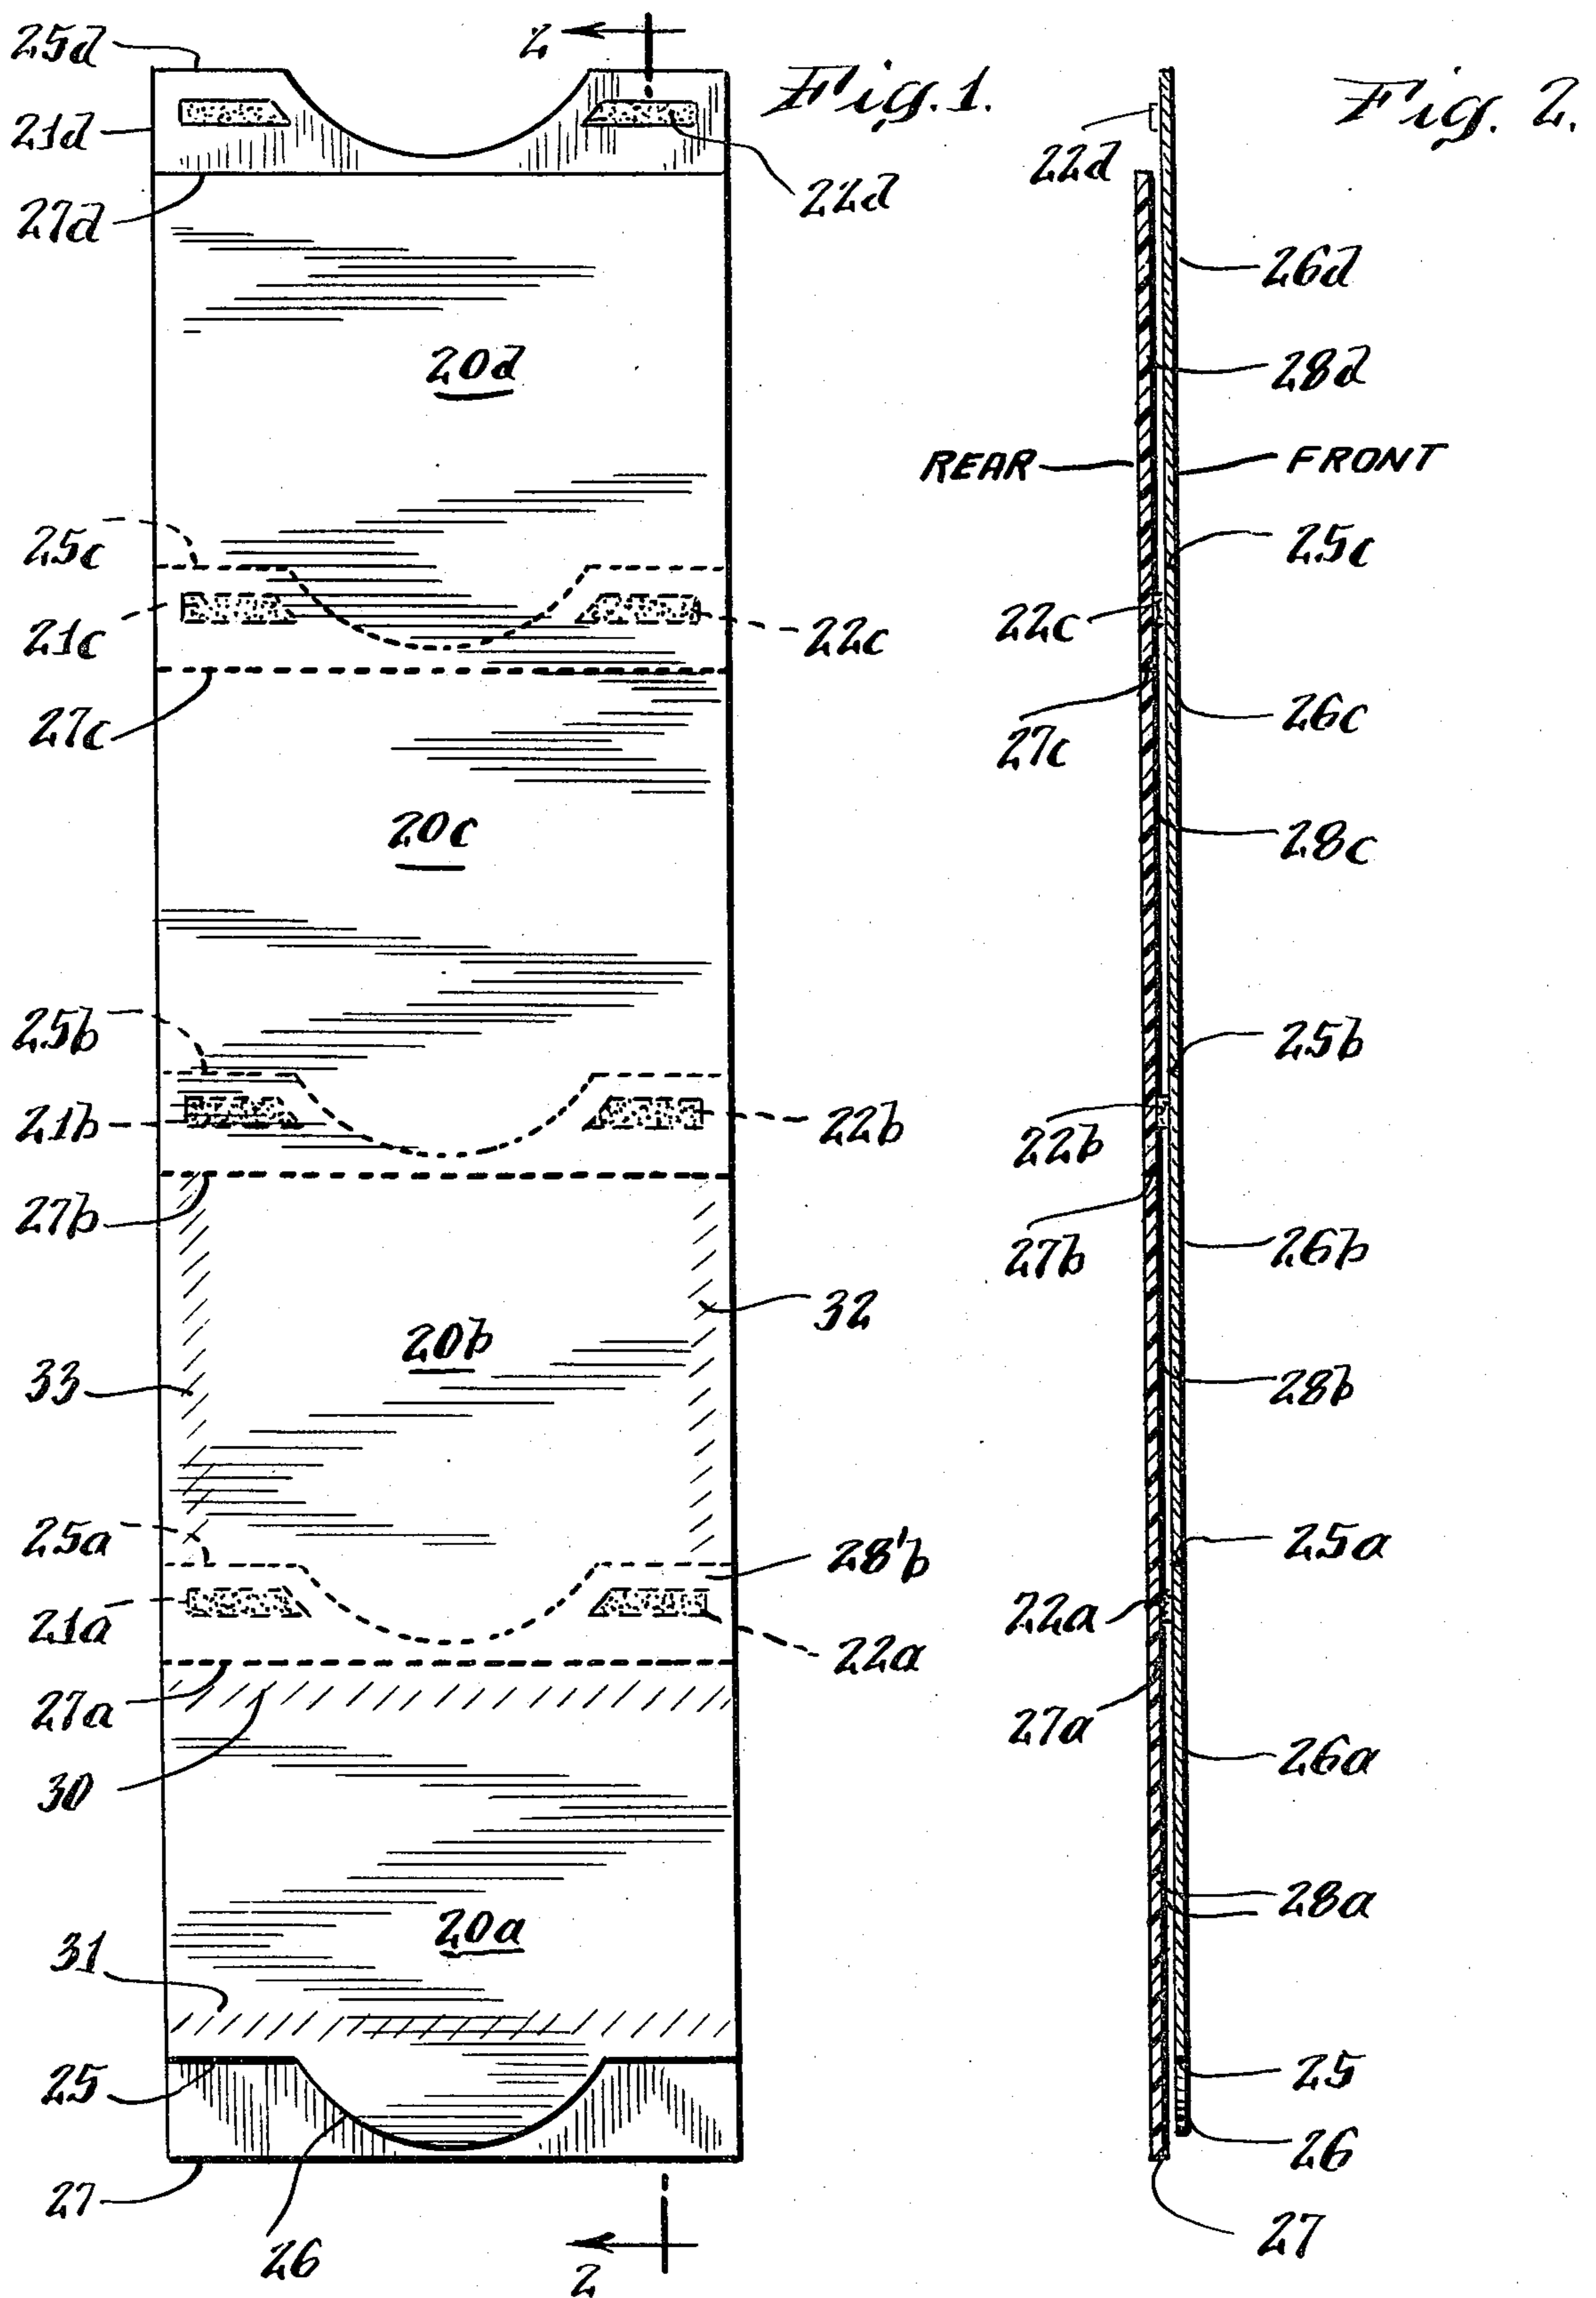 Fig. 1.
2
25d
21d
27d
22d
20d
25c
21c
22c
27c
20c
25b
21b
22b
27b
20b
32
33
25a
28'b
21a
22a
27a
30
20a
31
25
27
26
2
Fig. 2.
22d
26d
28d
REAR
FRONT
25c
22c
26c
27c
28c
25b
22b
27b
26b
28b
25a
22a
27a
26a
28a
25
26
27